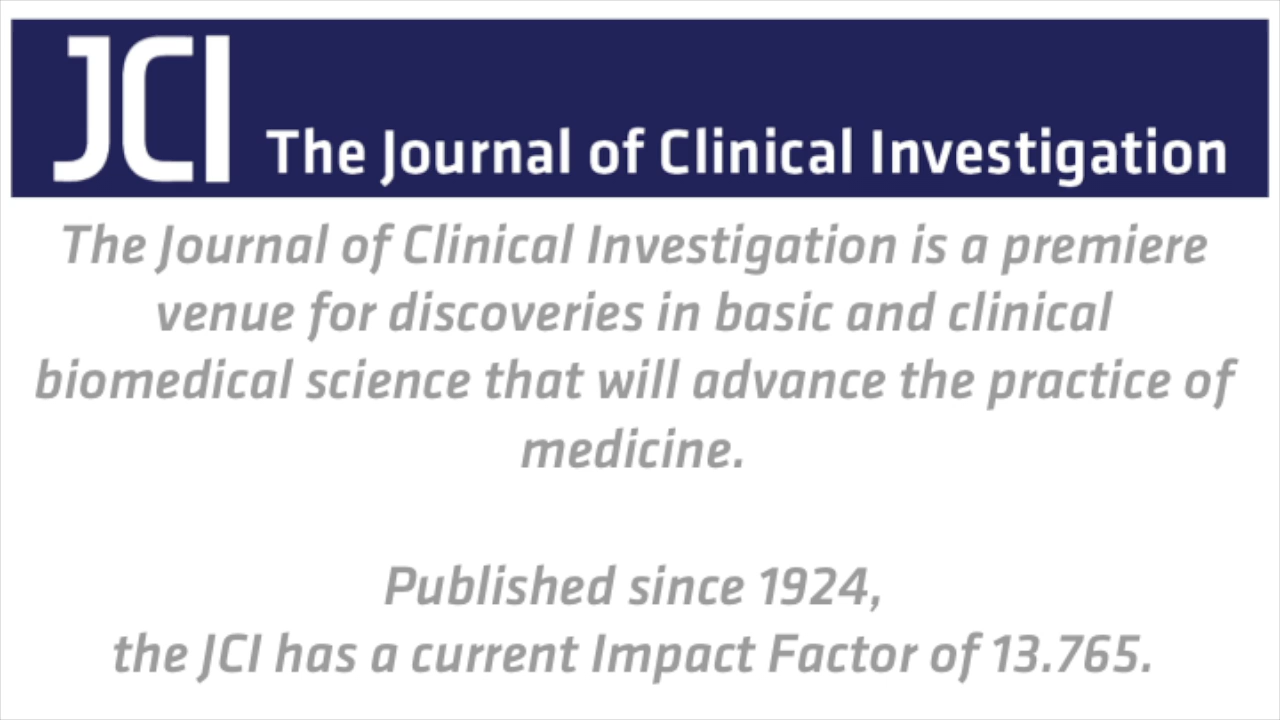 JCI The Journal of Clinical Investigation
The Journal of Clinical Investigation is a premiere
venue for discoveries in basic and clinical
biomedical science that will advance the practice of
medicine.
Published since 1924,
the JCI has a current Impact Factor of 13.765.